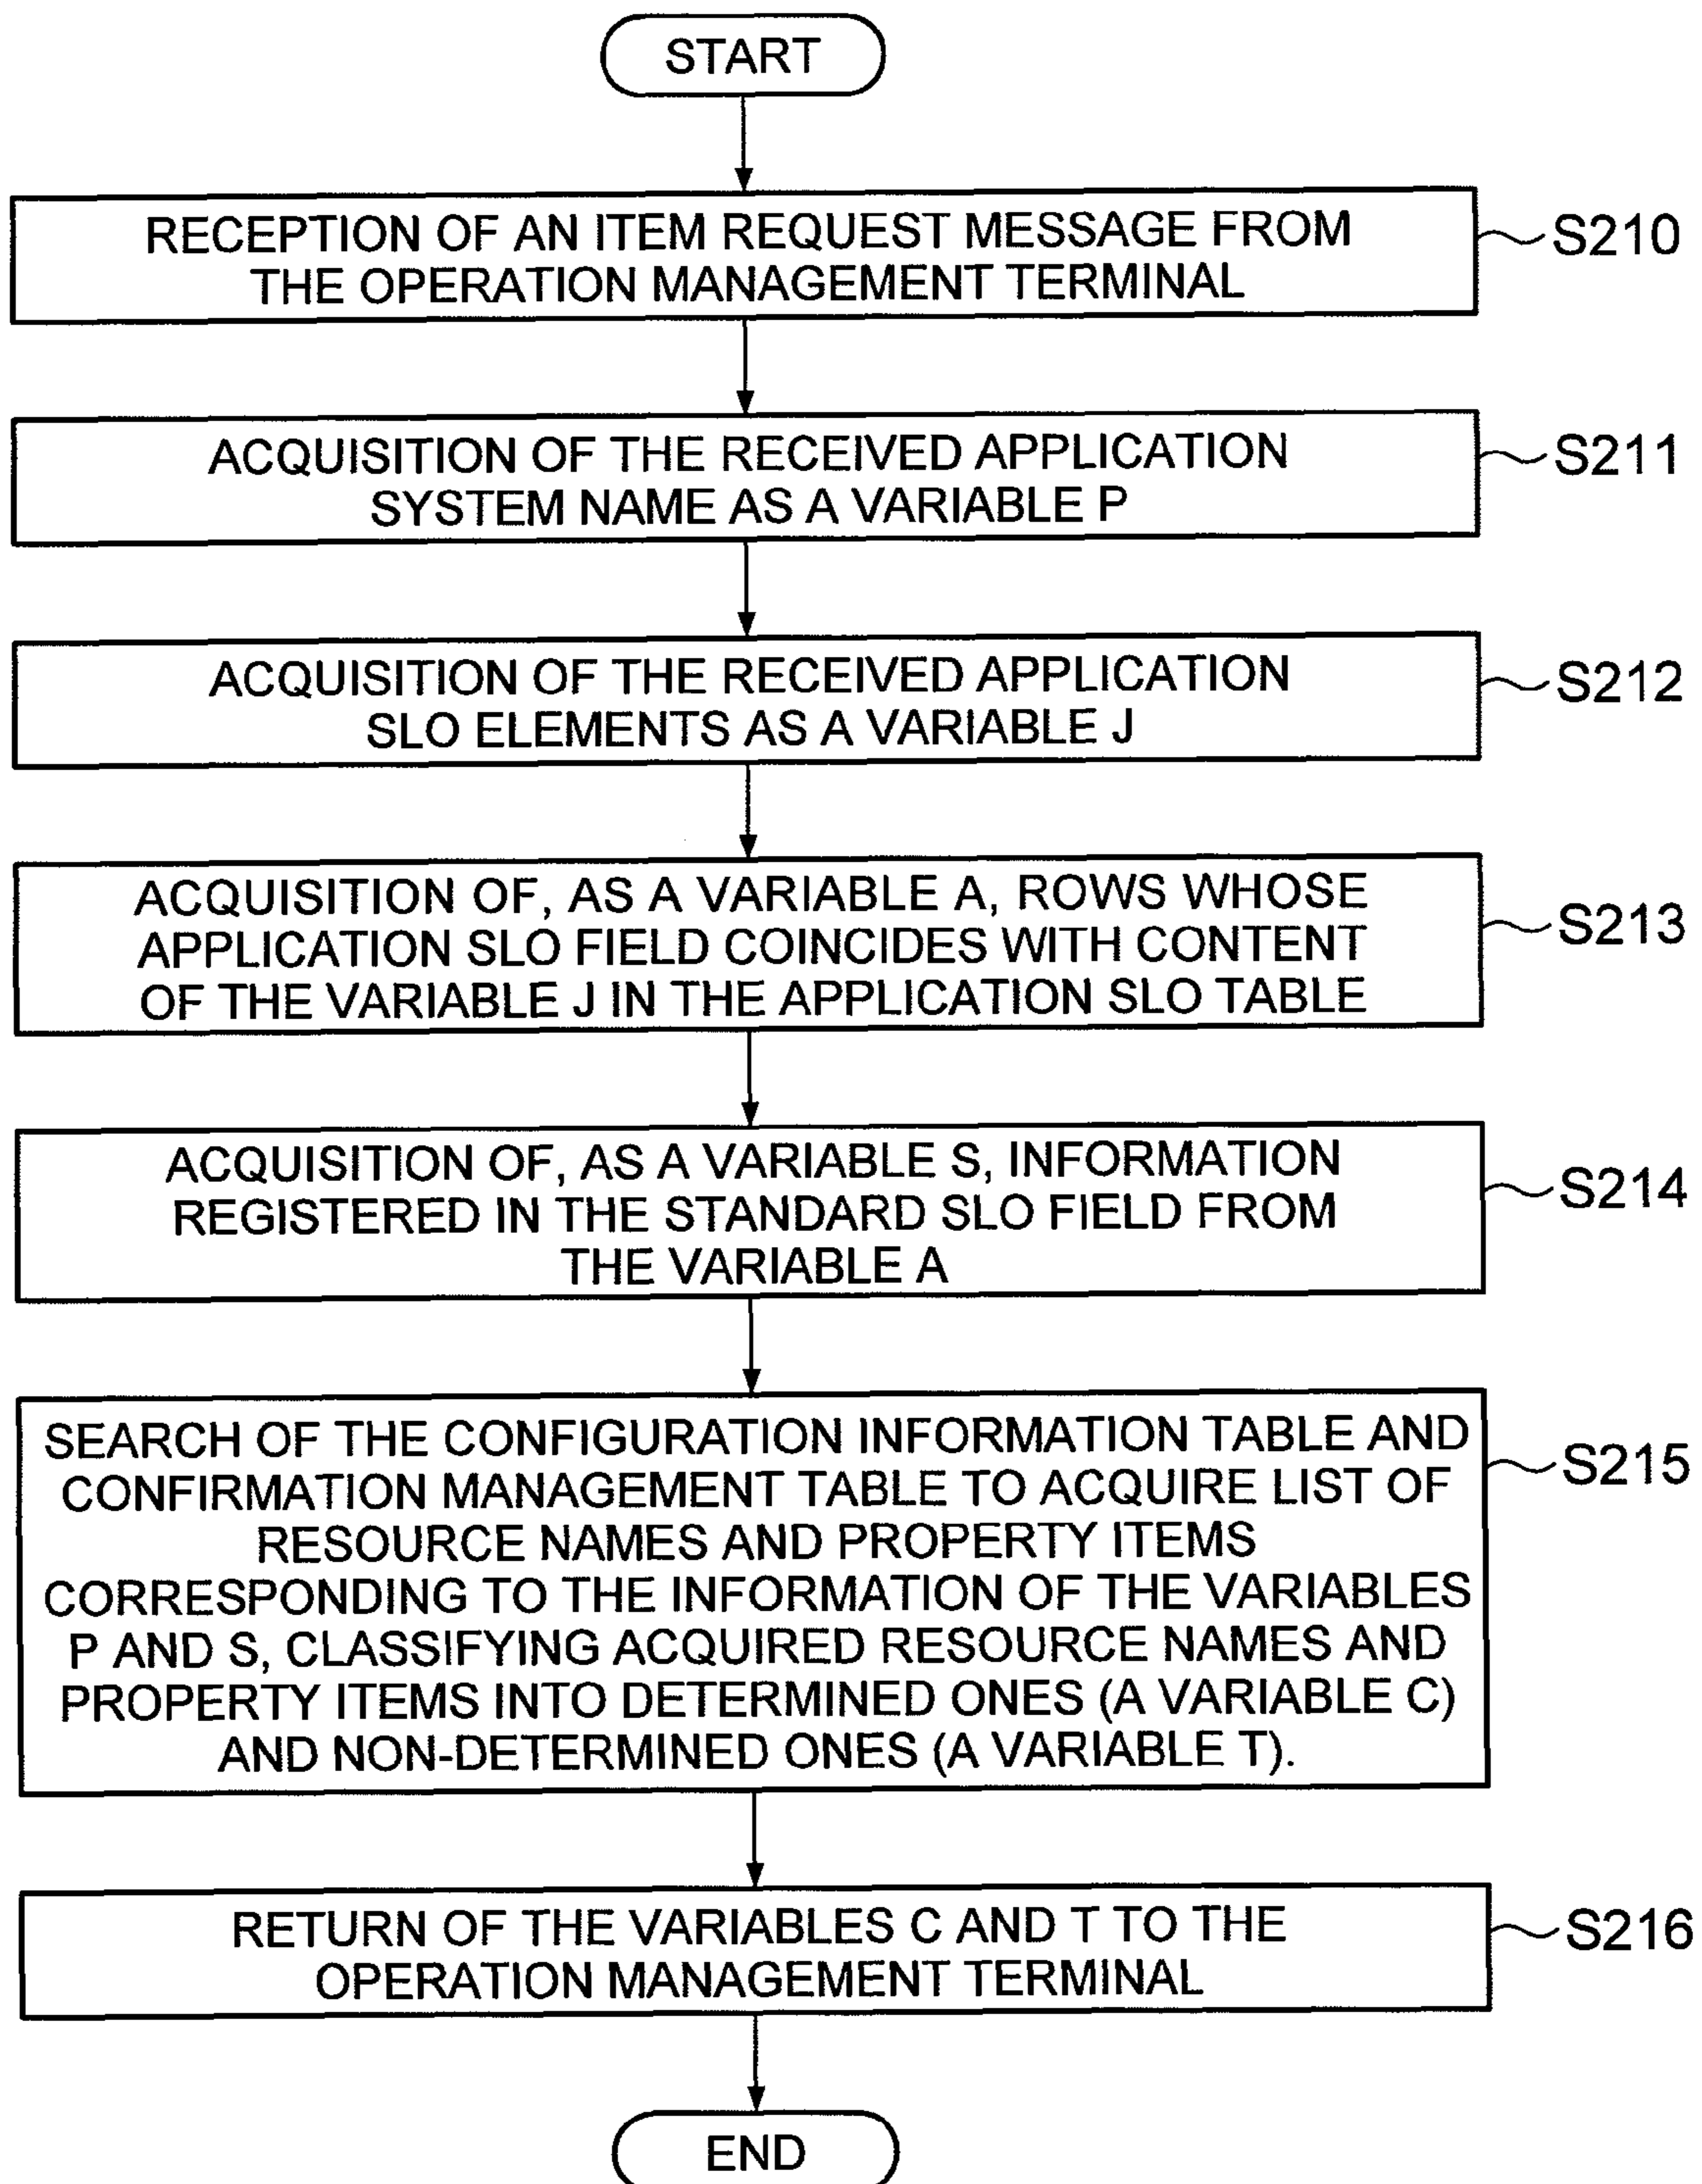 START
RECEPTION OF AN ITEM REQUEST MESSAGE FROM
THE OPERATION MANAGEMENT TERMINAL
S210
ACQUISITION OF THE RECEIVED APPLICATION
SYSTEM NAME AS A VARIABLE P
S211
ACQUISITION OF THE RECEIVED APPLICATION
SLO ELEMENTS AS A VARIABLE J
S212
ACQUISITION OF, AS A VARIABLE A, ROWS WHOSE
APPLICATION SLO FIELD COINCIDES WITH CONTENT
OF THE VARIABLE J IN THE APPLICATION SLO TABLE
S213
ACQUISITION OF, AS A VARIABLE S, INFORMATION
REGISTERED IN THE STANDARD SLO FIELD FROM
THE VARIABLE A
S214
SEARCH OF THE CONFIGURATION INFORMATION TABLE AND
CONFIRMATION MANAGEMENT TABLE TO ACQUIRE LIST OF
RESOURCE NAMES AND PROPERTY ITEMS
CORRESPONDING TO THE INFORMATION OF THE VARIABLES
P AND S, CLASSIFYING ACQUIRED RESOURCE NAMES AND
PROPERTY ITEMS INTO DETERMINED ONES (A VARIABLE C)
AND NON-DETERMINED ONES (A VARIABLE T).
S215
RETURN OF THE VARIABLES C AND T TO THE
OPERATION MANAGEMENT TERMINAL
S216
END